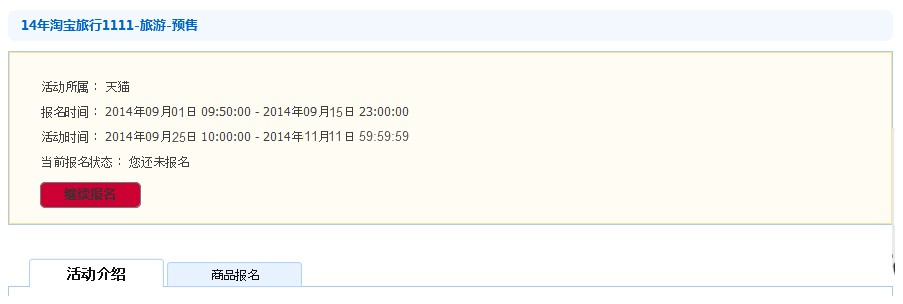 14年淘宝旅行1111-旅游-预售
活动所属： 天猫
报名时间： 2014年09月01日 09:50:00 - 2014年09月15日 23:00:00
活动时间： 2014年09月25日 10:00:00 - 2014年11月11日 59:59:59
当前报名状态： 您还未报名
继续报名
活动介绍
商品报名